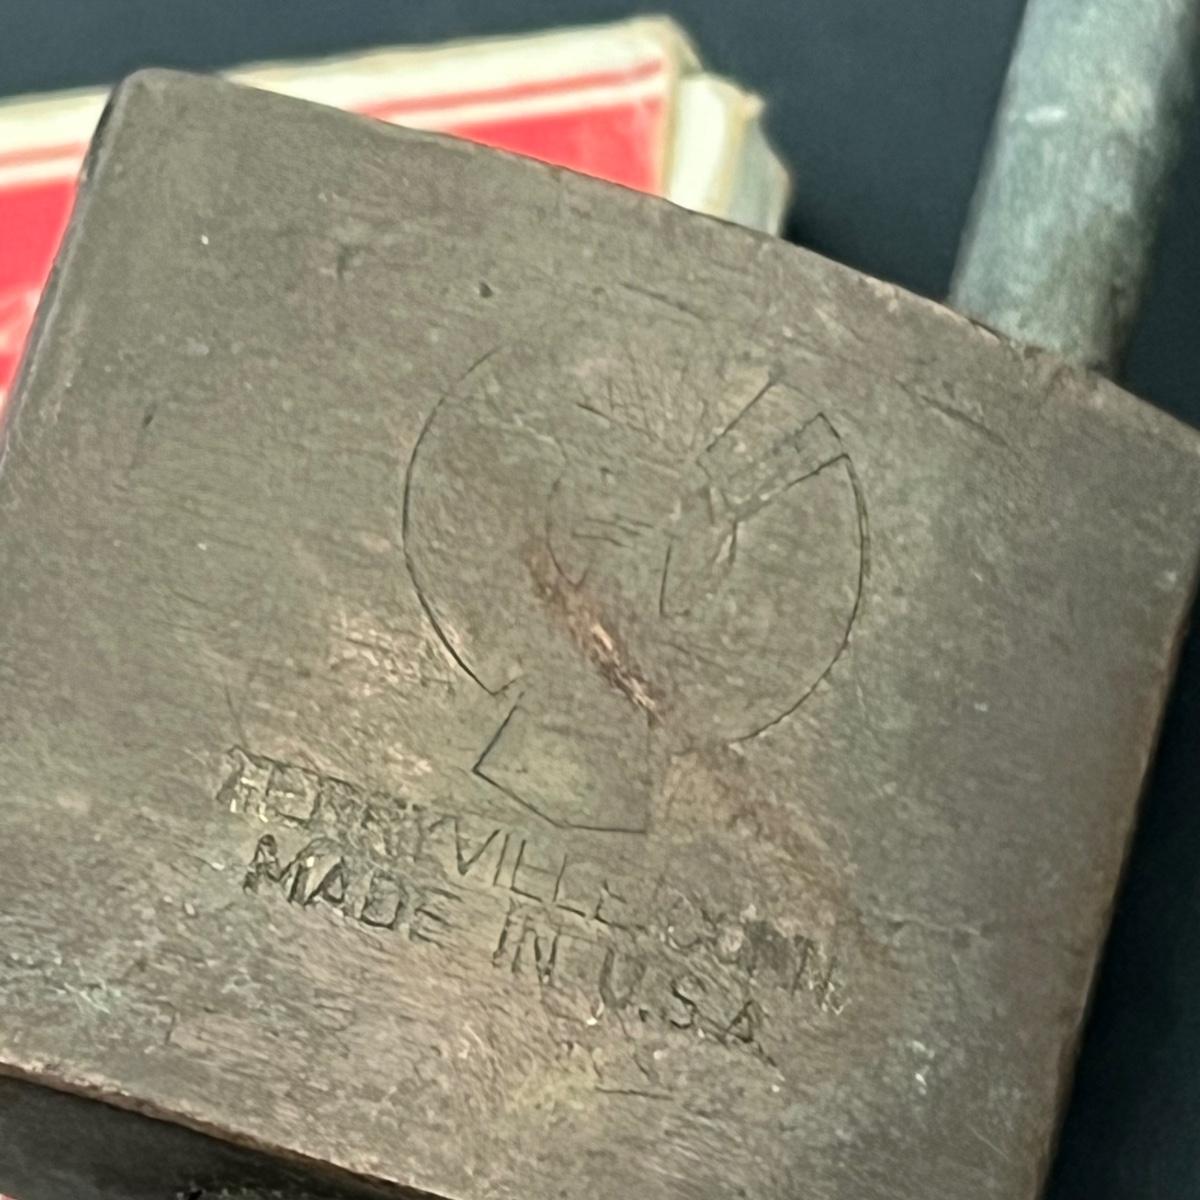 TERRYVILLE, CONN.
MADE IN U.S.A.